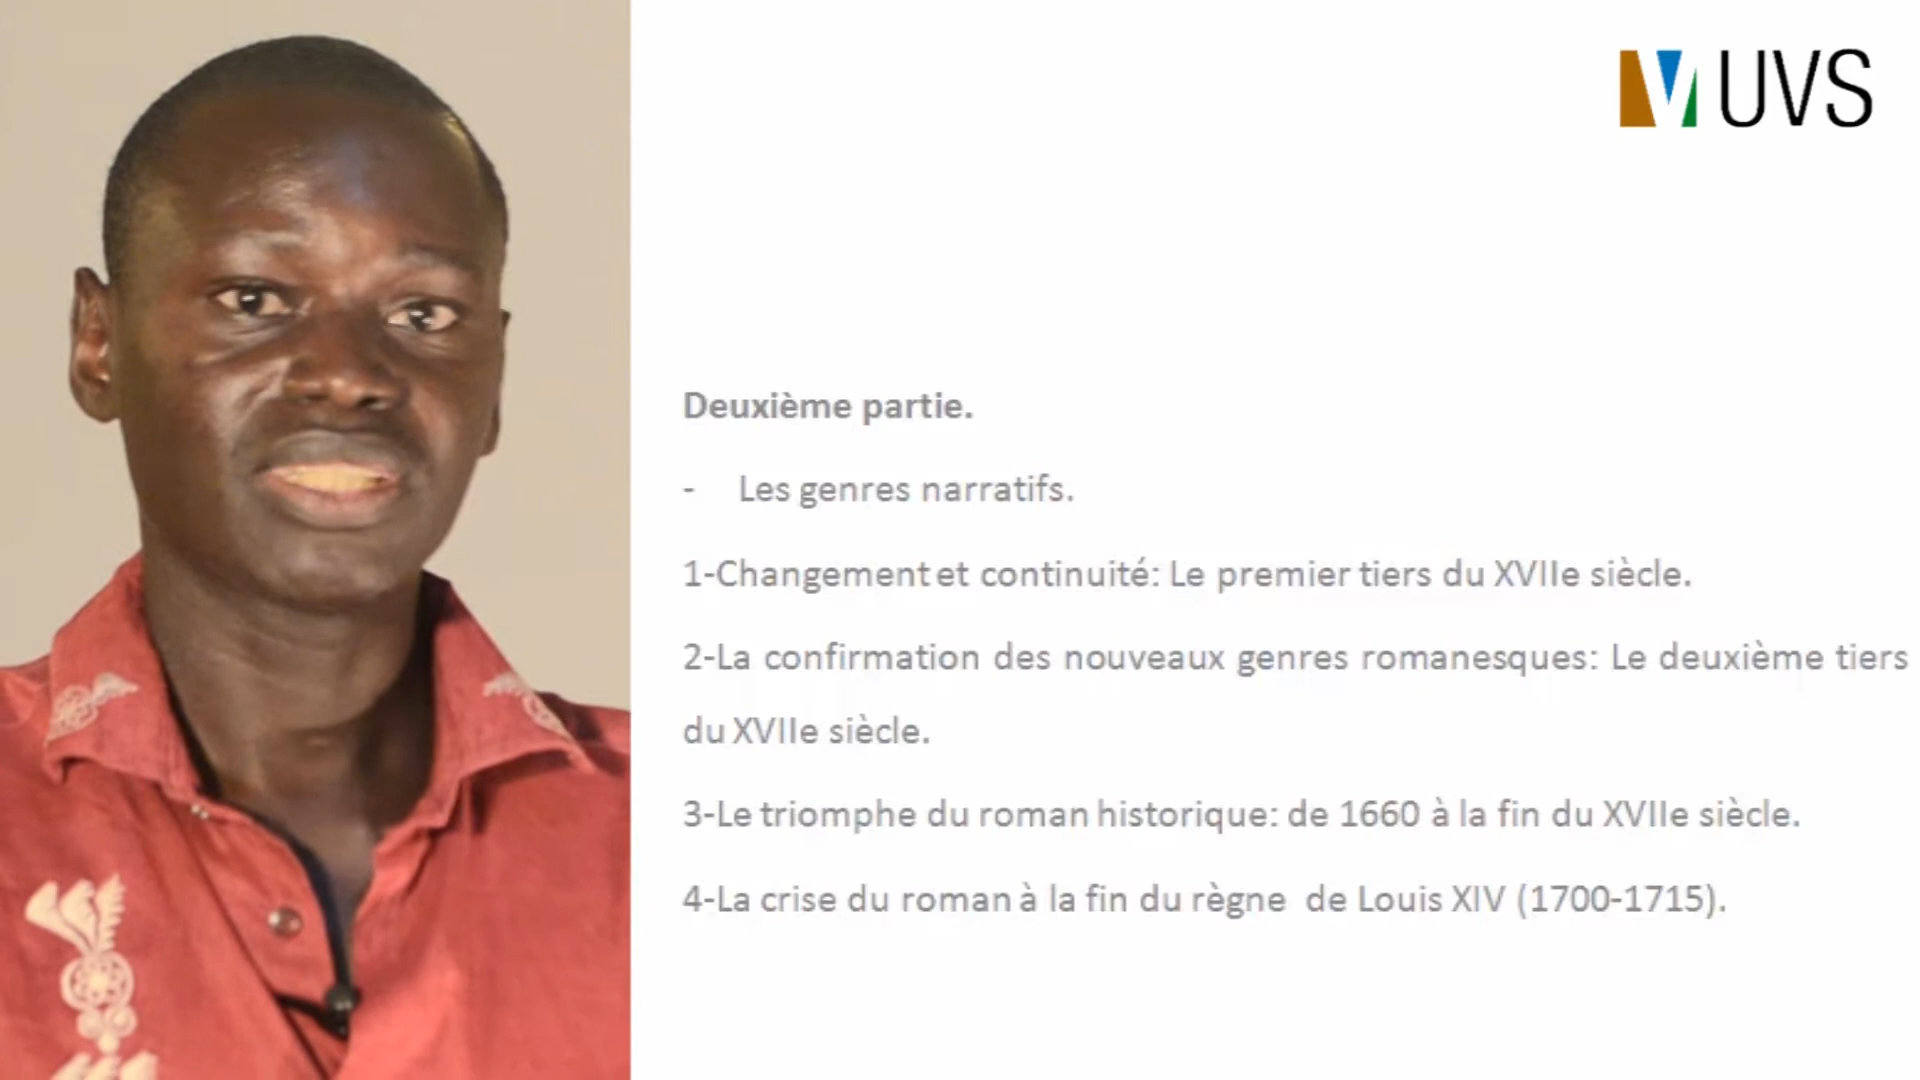 UVS
Deuxième partie.
- Les genres narratifs.
1-Changement et continuité: Le premier tiers du XVIIe siècle.
2-La confirmation des nouveaux genres romanesques: Le deuxième tiers
du XVIIe siècle.
3-Le triomphe du roman historique: de 1660 à la fin du XVIIe siècle.
4-La crise du roman à la fin du règne de Louis XIV (1700-1715).